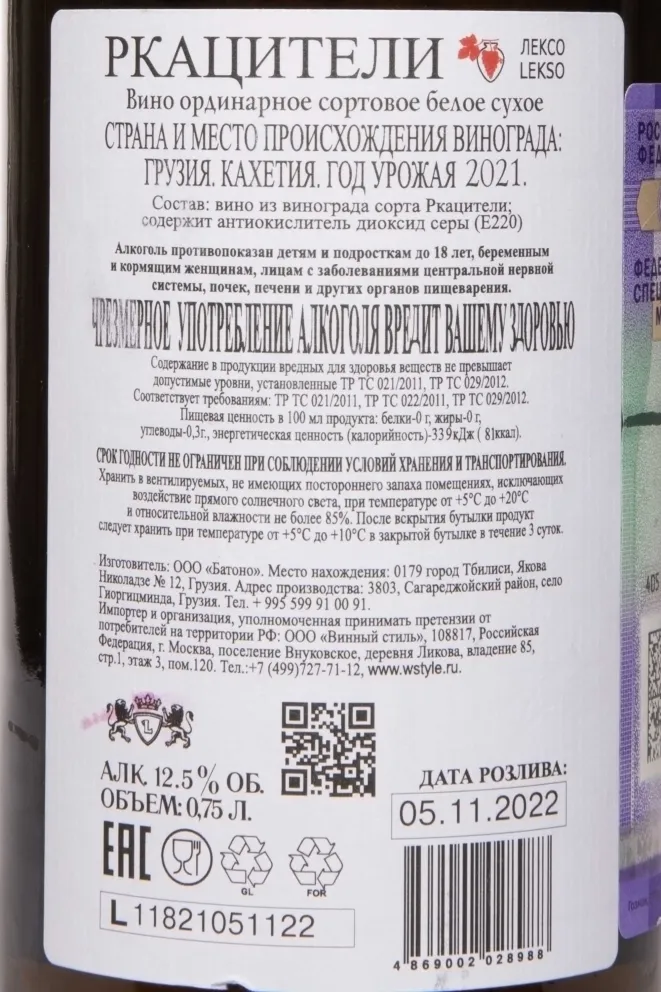 РКАЦИТЕЛИ
ЛЕКСО
LEKSO
Вино ординарное сортовое белое сухое
СТРАНА И МЕСТО ПРОИСХОЖДЕНИЯ ВИНОГРАДА:
ГРУЗИЯ. КАХЕТИЯ. ГОД УРОЖАЯ 2021.
Состав: вино из винограда сорта Ркацители;
содержит антиокислитель диоксид серы (Е220)
Алкоголь противопоказан детям и подросткам до 18 лет, беременным
и кормящим женщинам, лицам с заболеваниями центральной нервной
системы, почек, печени и других органов пищеварения.
ЧРЕЗМЕРНОЕ УПОТРЕБЛЕНИЕ АЛКОГОЛЯ ВРЕДИТ ВАШЕМУ ЗДОРОВЬЮ
Содержание в продукции вредных для здоровья веществ не превышает
допустимые уровни, установленные ТР ТС 021/2011, ТР ТС 029/2012.
Соответствует требованиям: ТР ТС 021/2011, ТР ТС 022/2011, ТР ТС 029/2012.
Пищевая ценность в 100 мл продукта: белки-0 г, жиры-0 г,
углеводы-0,3г., энергетическая ценность (калорийность)-339кДж ( 81ккал).
СРОК ГОДНОСТИ НЕ ОГРАНИЧЕН ПРИ СОБЛЮДЕНИИ УСЛОВИЙ ХРАНЕНИЯ И ТРАНСПОРТИРОВАНИЯ.
Хранить в вентилируемых, не имеющих постороннего запаха помещениях, исключающих
воздействие прямого солнечного света, при температуре от +5°С до +20°С
и относительной влажности не более 85%. После вскрытия бутылки продукт
следует хранить при температуре от +5°С до +10°С в закрытой бутылке в течение 3 суток.
Изготовитель: ООО «Батоно». Место нахождения: 0179 город Тбилиси, Якова
Николадзе № 12, Грузия. Адрес производства: 3803, Сагареджойский район, село
Гиоргицминда, Грузия. Тел. + 995 599 91 00 91.
Импортер и организация, уполномоченная принимать претензии от
потребителей на территории РФ: ООО «Винный стиль», 108817, Российская
Федерация, г. Москва, поселение Внуковское, деревня Ликова, владение 85,
стр.1, этаж 3, пом.120. Тел.:+7 (499)727-71-12, www.wstyle.ru.
L
АЛК. 12.5% ОБ.
ОБЪЕМ: 0,75 Л.
ДАТА РОЗЛИВА:
05.11.2022
EAC
GL
FOR
L11821051122
4 869002 028988
РОС
ФЕД
ФЕДЕ
СПЕЦ
М
405